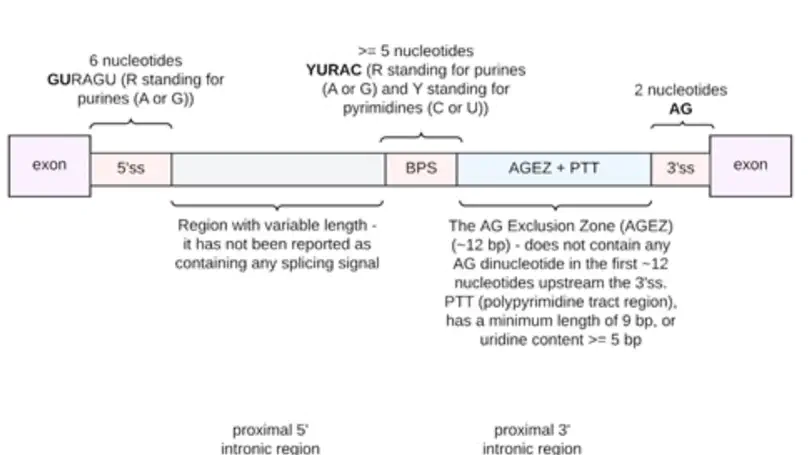 6 nucleotides
GURAGU (R standing for
purines (A or G))
>= 5 nucleotides
YURAC (R standing for purines
(A or G) and Y standing for
pyrimidines (C or U))
2 nucleotides
AG
exon
5'ss
BPS
AGEZ + PTT
3'ss
exon
Region with variable length -
it has not been reported as
containing any splicing signal
The AG Exclusion Zone (AGEZ)
(~12 bp) - does not contain any
AG dinucleotide in the first ~12
nucleotides upstream the 3'ss.
PTT (polypyrimidine tract region),
has a minimum length of 9 bp, or
uridine content >= 5 bp
proximal 5'
intronic region
proximal 3'
intronic region